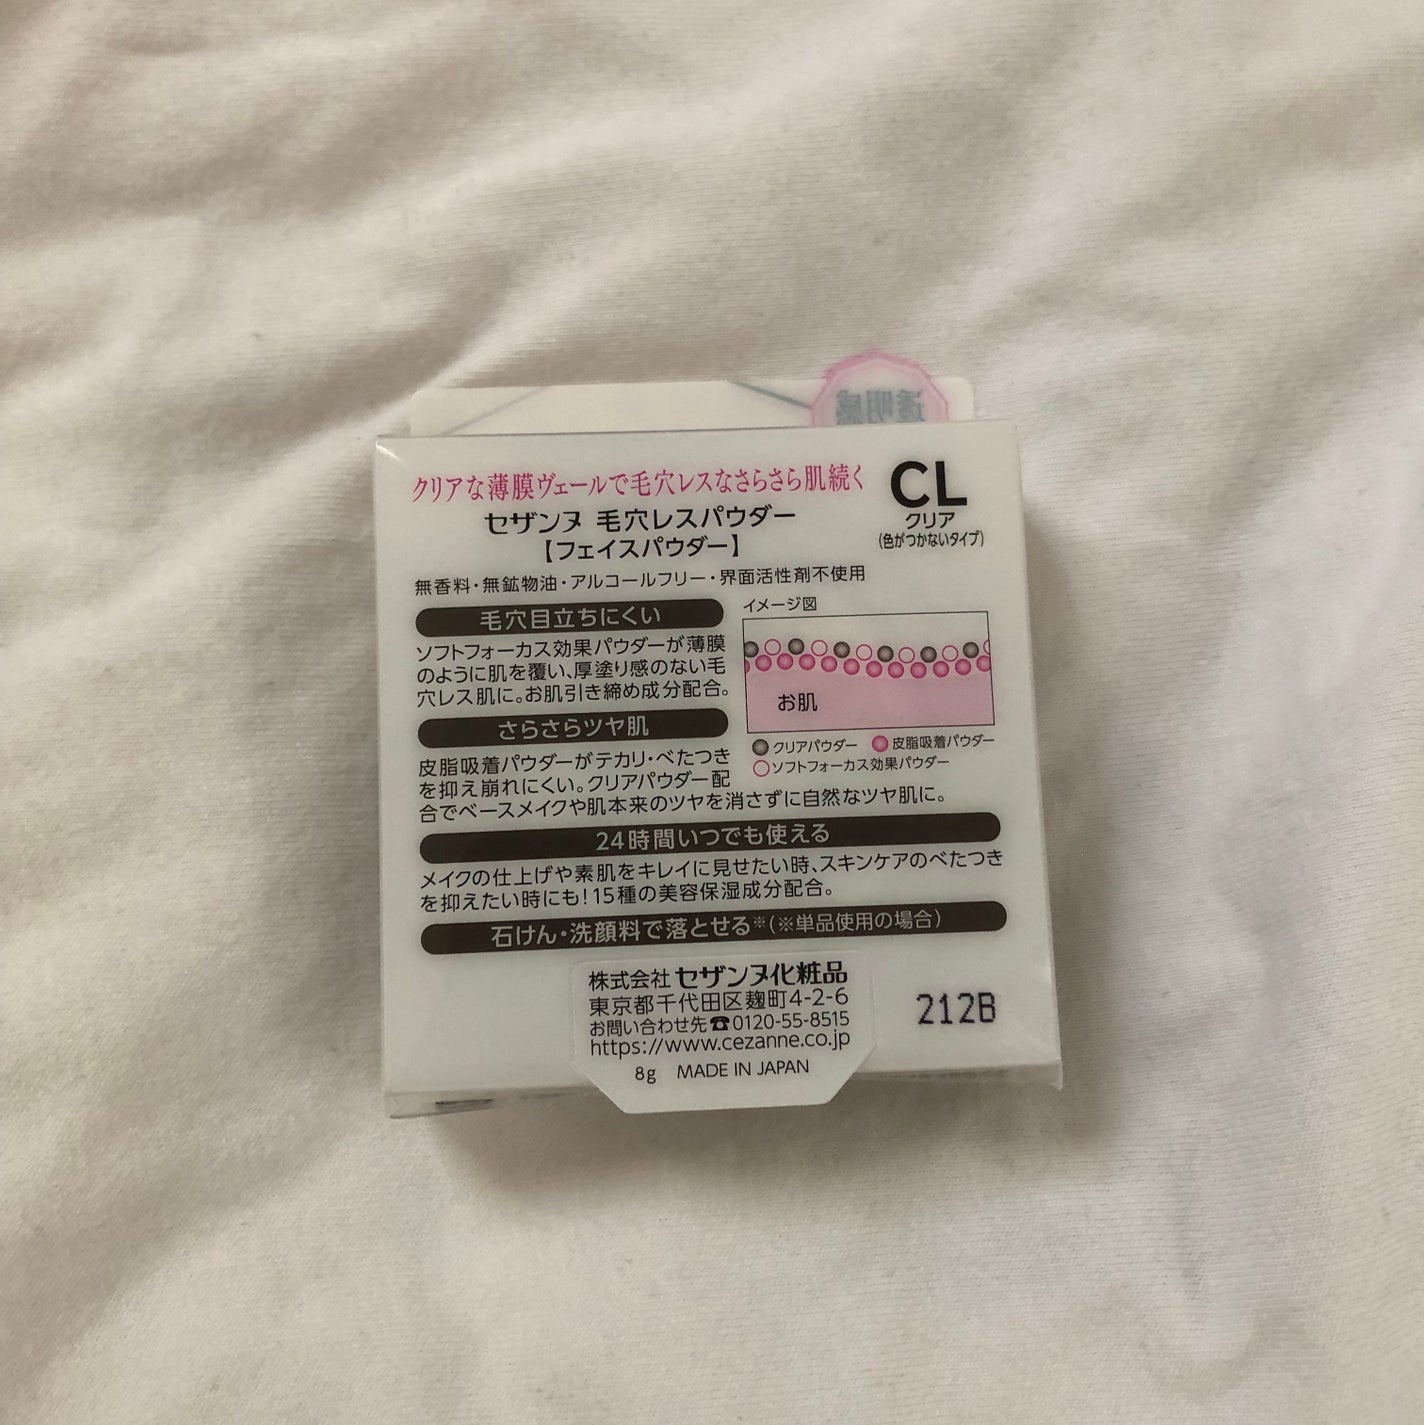 透明感
クリアな薄膜ヴェールで毛穴レスなさらさら肌続く
セザンヌ 毛穴レスパウダー
【フェイスパウダー】
CL
クリア
(色がつかないタイプ)
無香料・無鉱物油・アルコールフリー・界面活性剤不使用
毛穴目立ちにくい
ソフトフォーカス効果パウダーが薄膜
のように肌を覆い、厚塗り感のない毛
穴レス肌に。お肌引き締め成分配合。
イメージ図
お肌
クリアパウダー 皮脂吸着パウダー
ソフトフォーカス効果パウダー
さらさらツヤ肌
皮脂吸着パウダーがテカリ・べたつき
を抑え崩れにくい。クリアパウダー配
合でベースメイクや肌本来のツヤを消さずに自然なツヤ肌に。
24時間いつでも使える
メイクの仕上げや素肌をキレイに見せたい時、スキンケアのべたつき
を抑えたい時にも!15種の美容保湿成分配合。
石けん・洗顔料で落とせる※(※単品使用の場合)
株式会社 セザンヌ化粧品
東京都千代田区麹町4-2-6
お問い合わせ先☎0120-55-8515
https://www.cezanne.co.jp
8g MADE IN JAPAN
212B